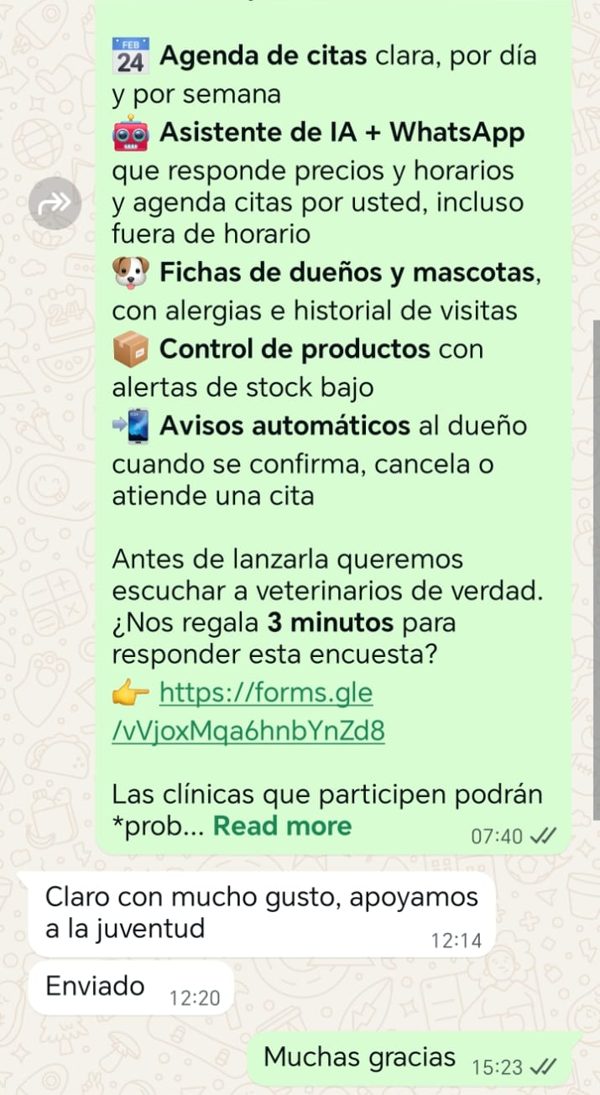 FEB
24 Agenda de citas clara, por día
y por semana
Asistente de IA + WhatsApp
que responde precios y horarios
y agenda citas por usted, incluso
fuera de horario
Fichas de dueños y mascotas,
con alergias e historial de visitas
Control de productos con
alertas de stock bajo
Avisos automáticos al dueño
cuando se confirma, cancela o
atiende una cita
Antes de lanzarla queremos
escuchar a veterinarios de verdad.
¿Nos regala 3 minutos para
responder esta encuesta?
https://forms.gle
/vVjoxMqa6hnbYnZd8
Las clínicas que participen podrán
*prob... Read more
07:40
Claro con mucho gusto, apoyamos
a la juventud
12:14
Enviado 12:20
Muchas gracias 15:23